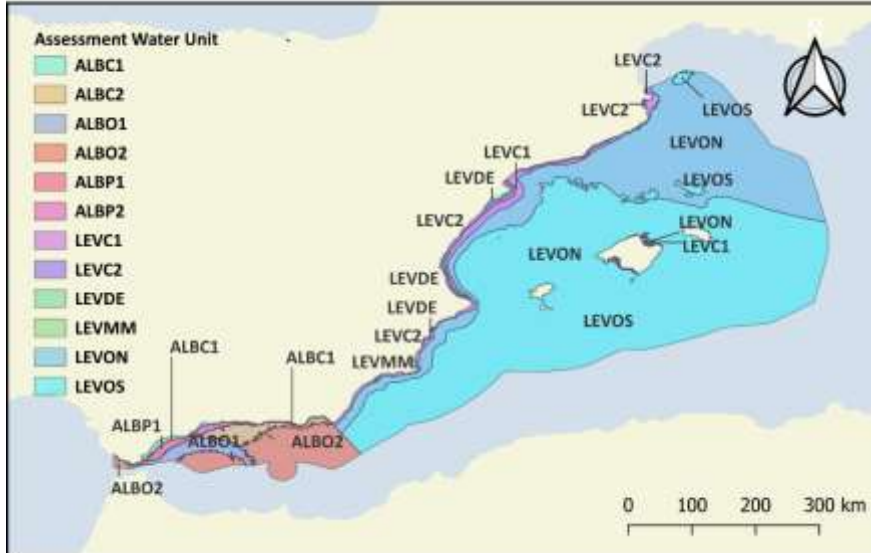 Assessment Water Unit
ALBC1
ALBC2
ALBO1
ALBO2
ALBP1
ALBP2
LEVC1
LEVC2
LEVDE
LEVMM
LEVON
LEVOS
LEVC2
LEVC2
LEVOS
LEVON
LEVC1
LEVDE
LEVOS
LEVC2
LEVON
LEVON
LEVC1
LEVDE
LEVDE
LEVOS
LEVC2
LEVMM
ALBC1
ALBC1
ALBP1
ALBO1
ALBO2
ALBO2
0 100 200 300 km